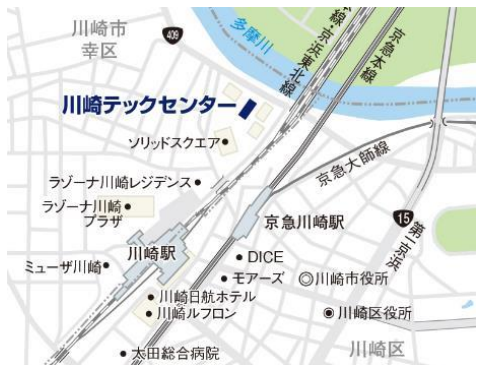 川崎市
幸区
409
多摩川
本線・京浜東北線
京急本線
川崎テックセンター
ソリッドスクエア
京急大師線
ラゾーナ川崎レジデンス
ラゾーナ川崎
プラザ
京急川崎駅
15
第一京浜
川崎駅
DICE
ミューザ川崎
モアーズ
川崎市役所
川崎日航ホテル
川崎ルフロン
川崎区役所
太田総合病院
川崎区